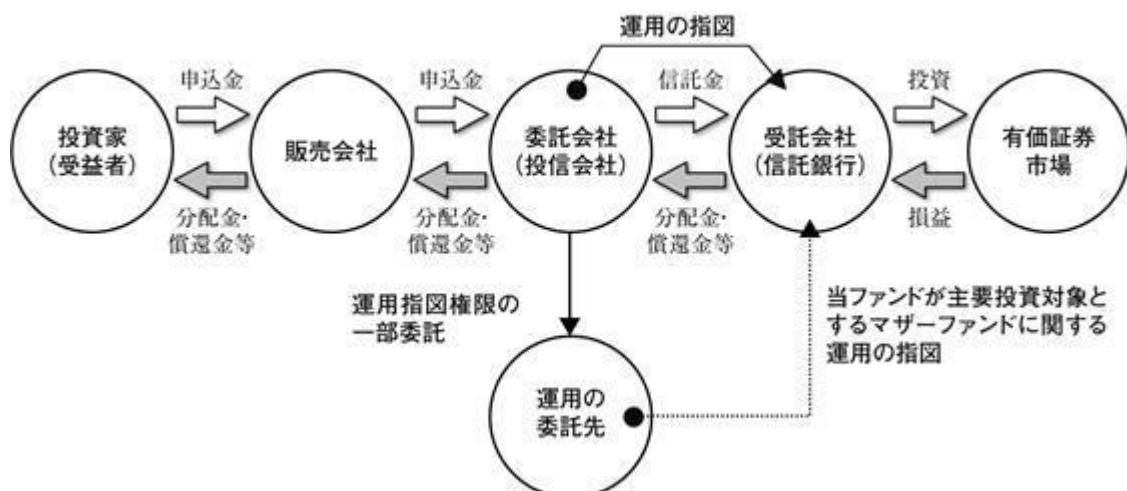 運用の指図
申込金
申込金
信託金
投資
投資家
(受益者)
販売会社
委託会社
(投信会社)
受託会社
(信託銀行)
有価証券
市場
分配金・
償還金等
分配金・
償還金等
分配金・
償還金等
損益
運用指図権限の
一部委託
当ファンドが主要投資対象と
するマザーファンドに関する
運用の指図
運用の
委託先